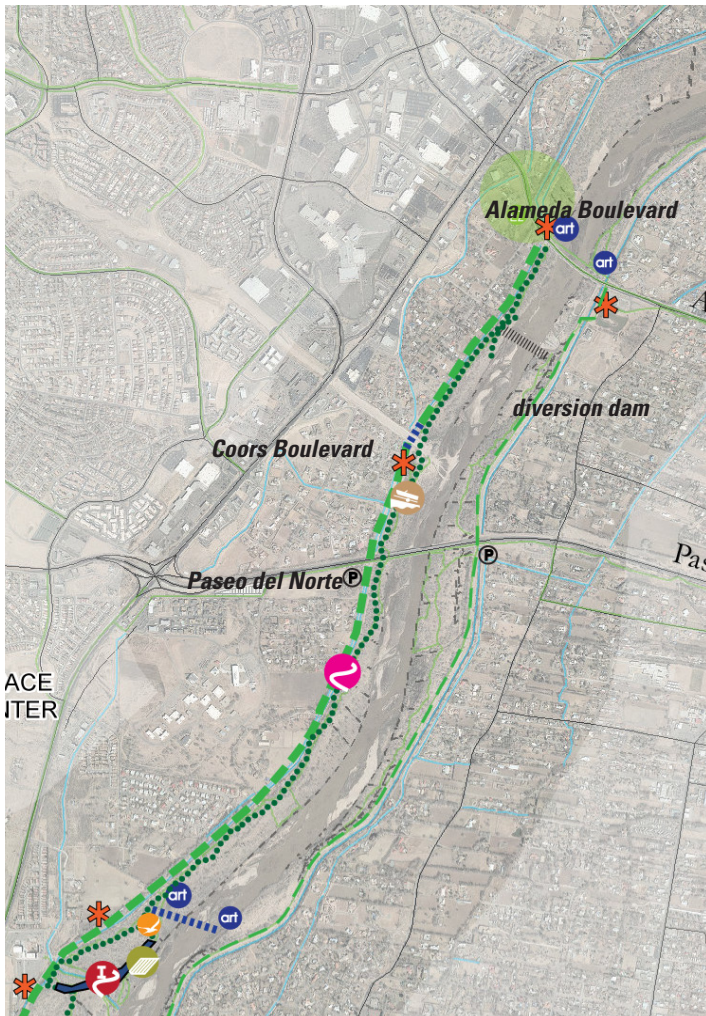 Alameda Boulevard
art
art
A
diversion dam
Coors Boulevard
Pas
Paseo del Norte
P
P
ACE
NTER
art
art